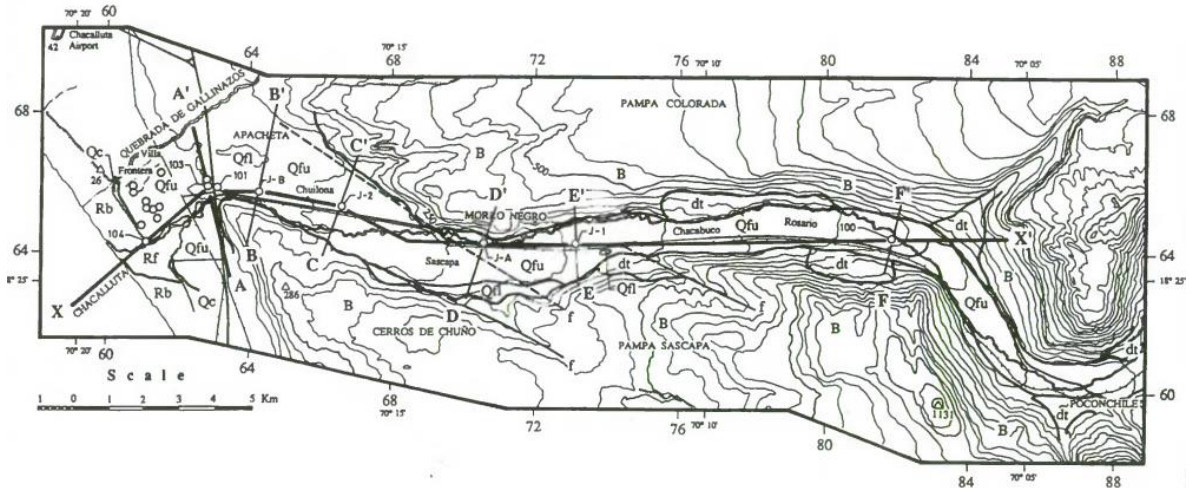 70° 20' 60
42 Chacalluta
Airport
64
70° 15'
68
72
70° 10'
76
80
84
70° 05'
88
68
A'
QUEBRADA DE GALLINAZOS
B'
APACHETA
PAMPA COLORADA
68
Qc
26
Villa
Frontera
Qfu
103
Qfl
101
Qfu
J-B
Chuilona
C'
J-2
B
500
B
B
Rb
104
D'
MORRO NEGRO
E'
J-1
dt
Chacabuco
Qfu
Rosario
100
F'
dt
X'
64
Rf
Qfu
B
C
Sascapa
J-A
Qfu
dt
dt
64
18° 25'
X
CHACALLUTA
Rb
Qc
A
286
B
Qfl
D
E
Qfl
f
f
B
F
B
Qfu
B
CERROS DE CHUÑO
f
PAMPA SASCAPA
B
dt
70° 20'
60
Scale
1 0 1 2 3 4 5 Km
64
68
70° 15'
72
76
70° 10'
80
1131
B
dt
POCONCHILE
60
84
70° 05'
88